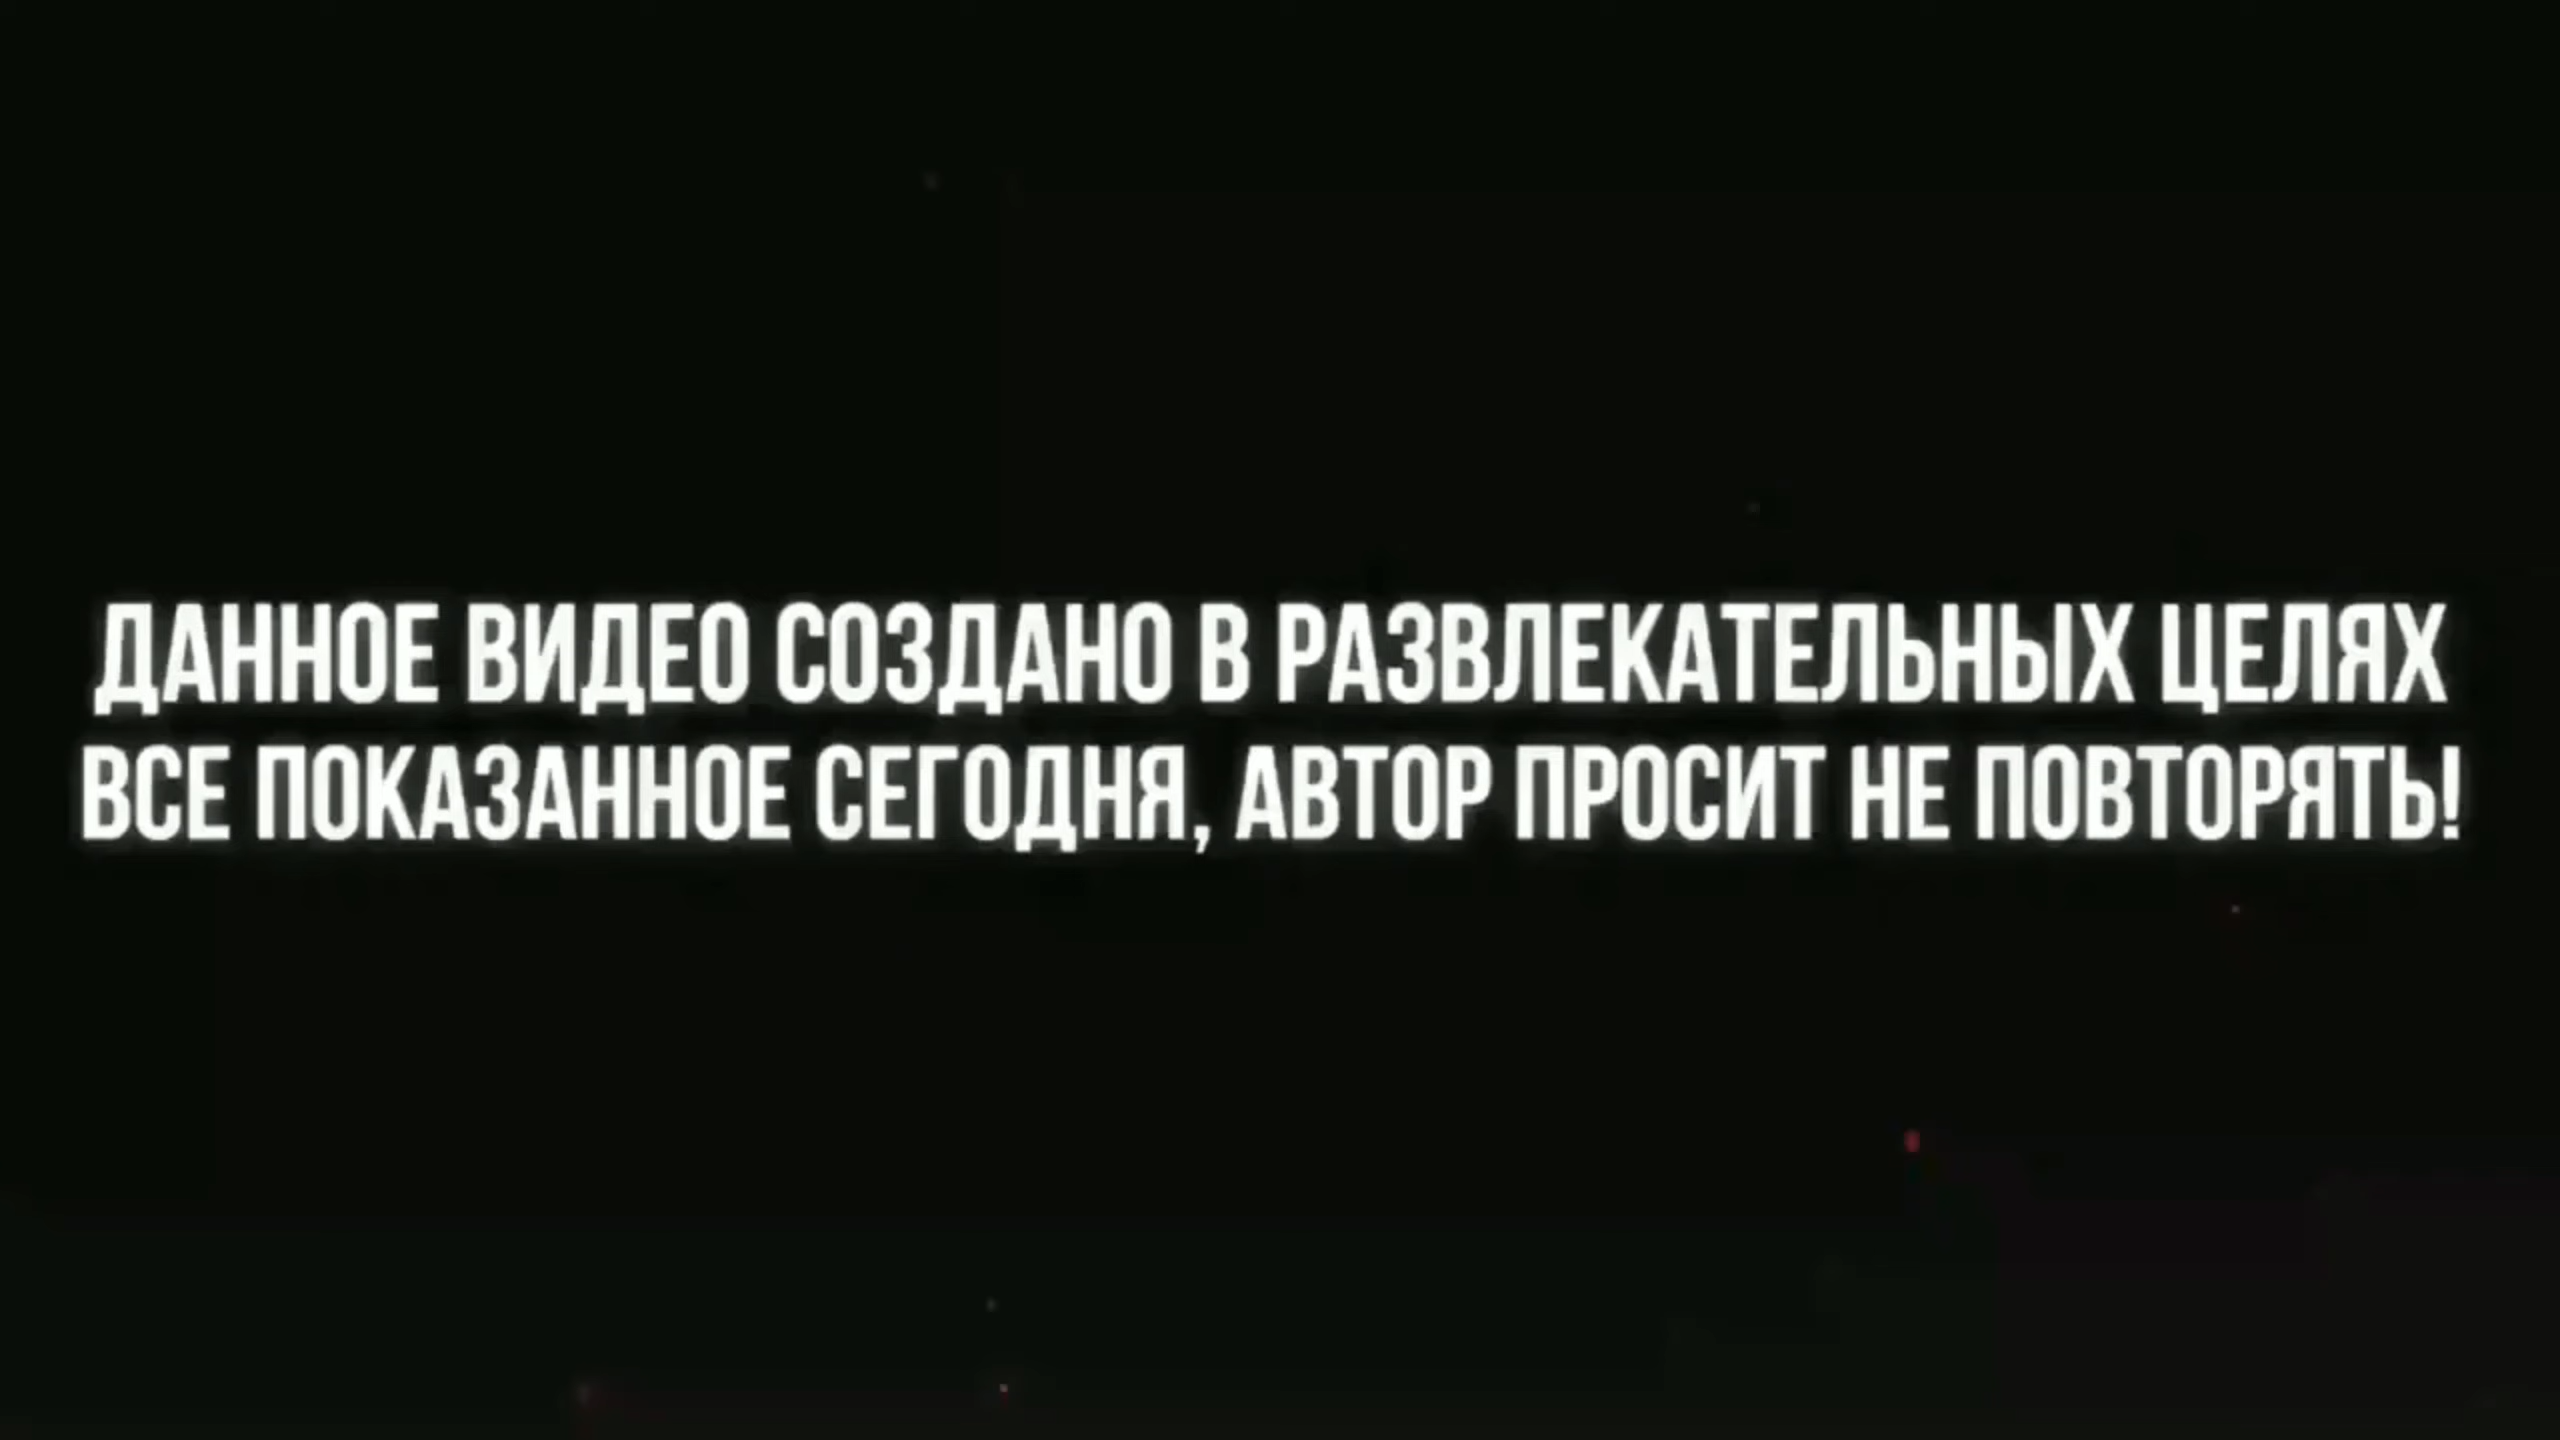 ДАННОЕ ВИДЕО СОЗДАНО В РАЗВЛЕКАТЕЛЬНЫХ ЦЕЛЯХ
ВСЕ ПОКАЗАННОЕ СЕГОДНЯ, АВТОР ПРОСИТ НЕ ПОВТОРЯТЬ!